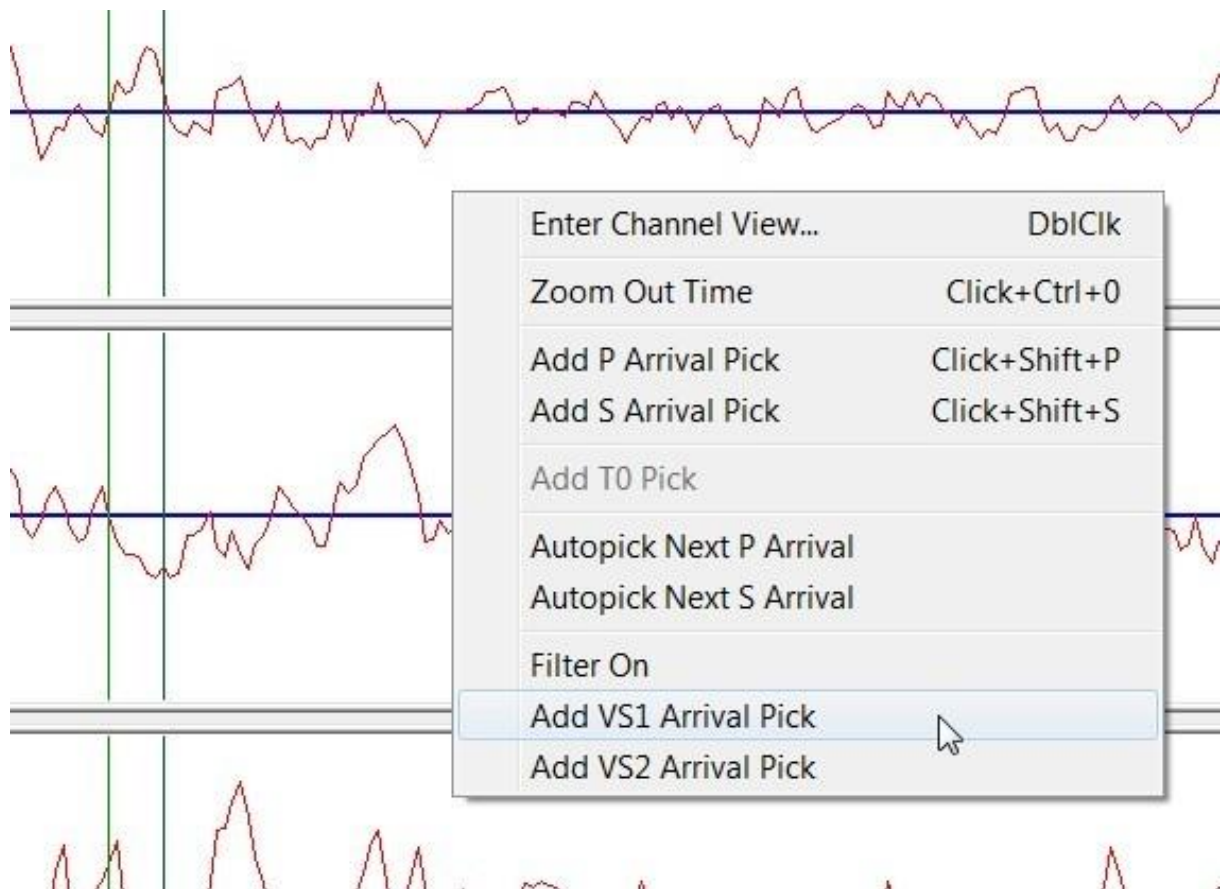 Enter Channel View... DblClk
Zoom Out Time Click+Ctrl+0
Add P Arrival Pick Click+Shift+P
Add S Arrival Pick Click+Shift+S
Add T0 Pick
Autopick Next P Arrival
Autopick Next S Arrival
Filter On
Add VS1 Arrival Pick
Add VS2 Arrival Pick